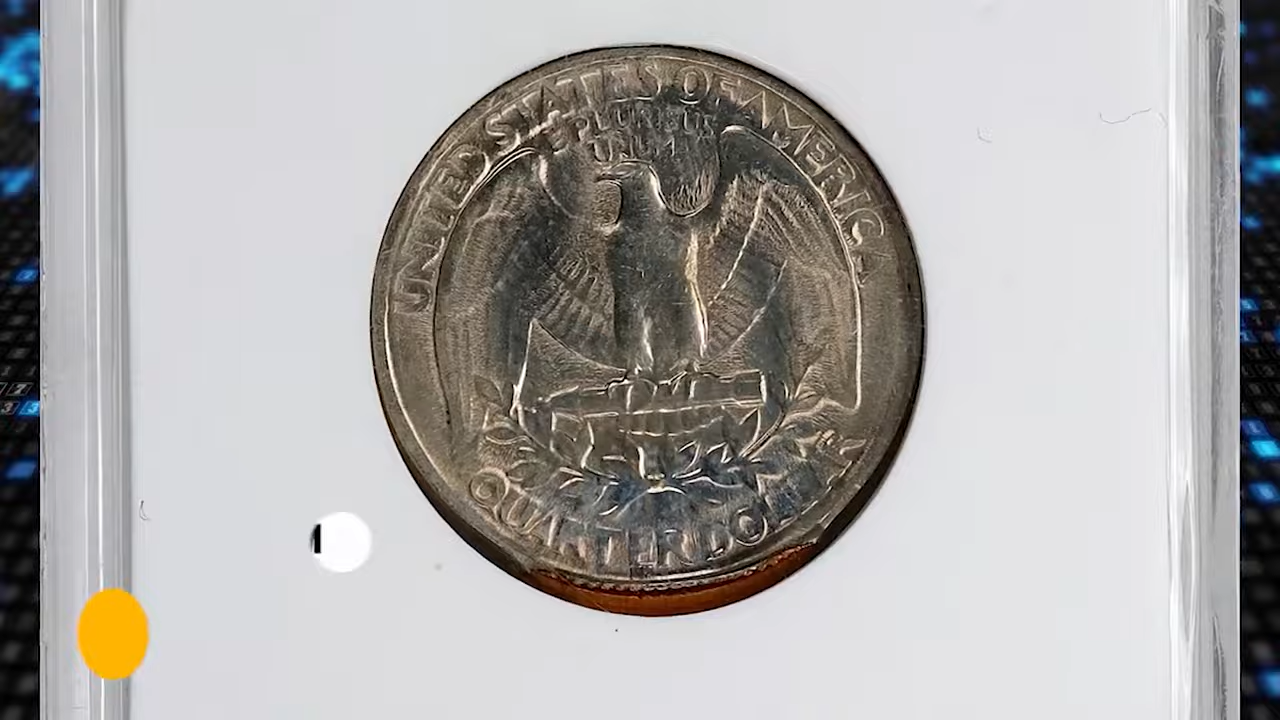 UNITED STATES OF AMERICA
E PLURIBUS
UNUM
QUARTER DOLLAR